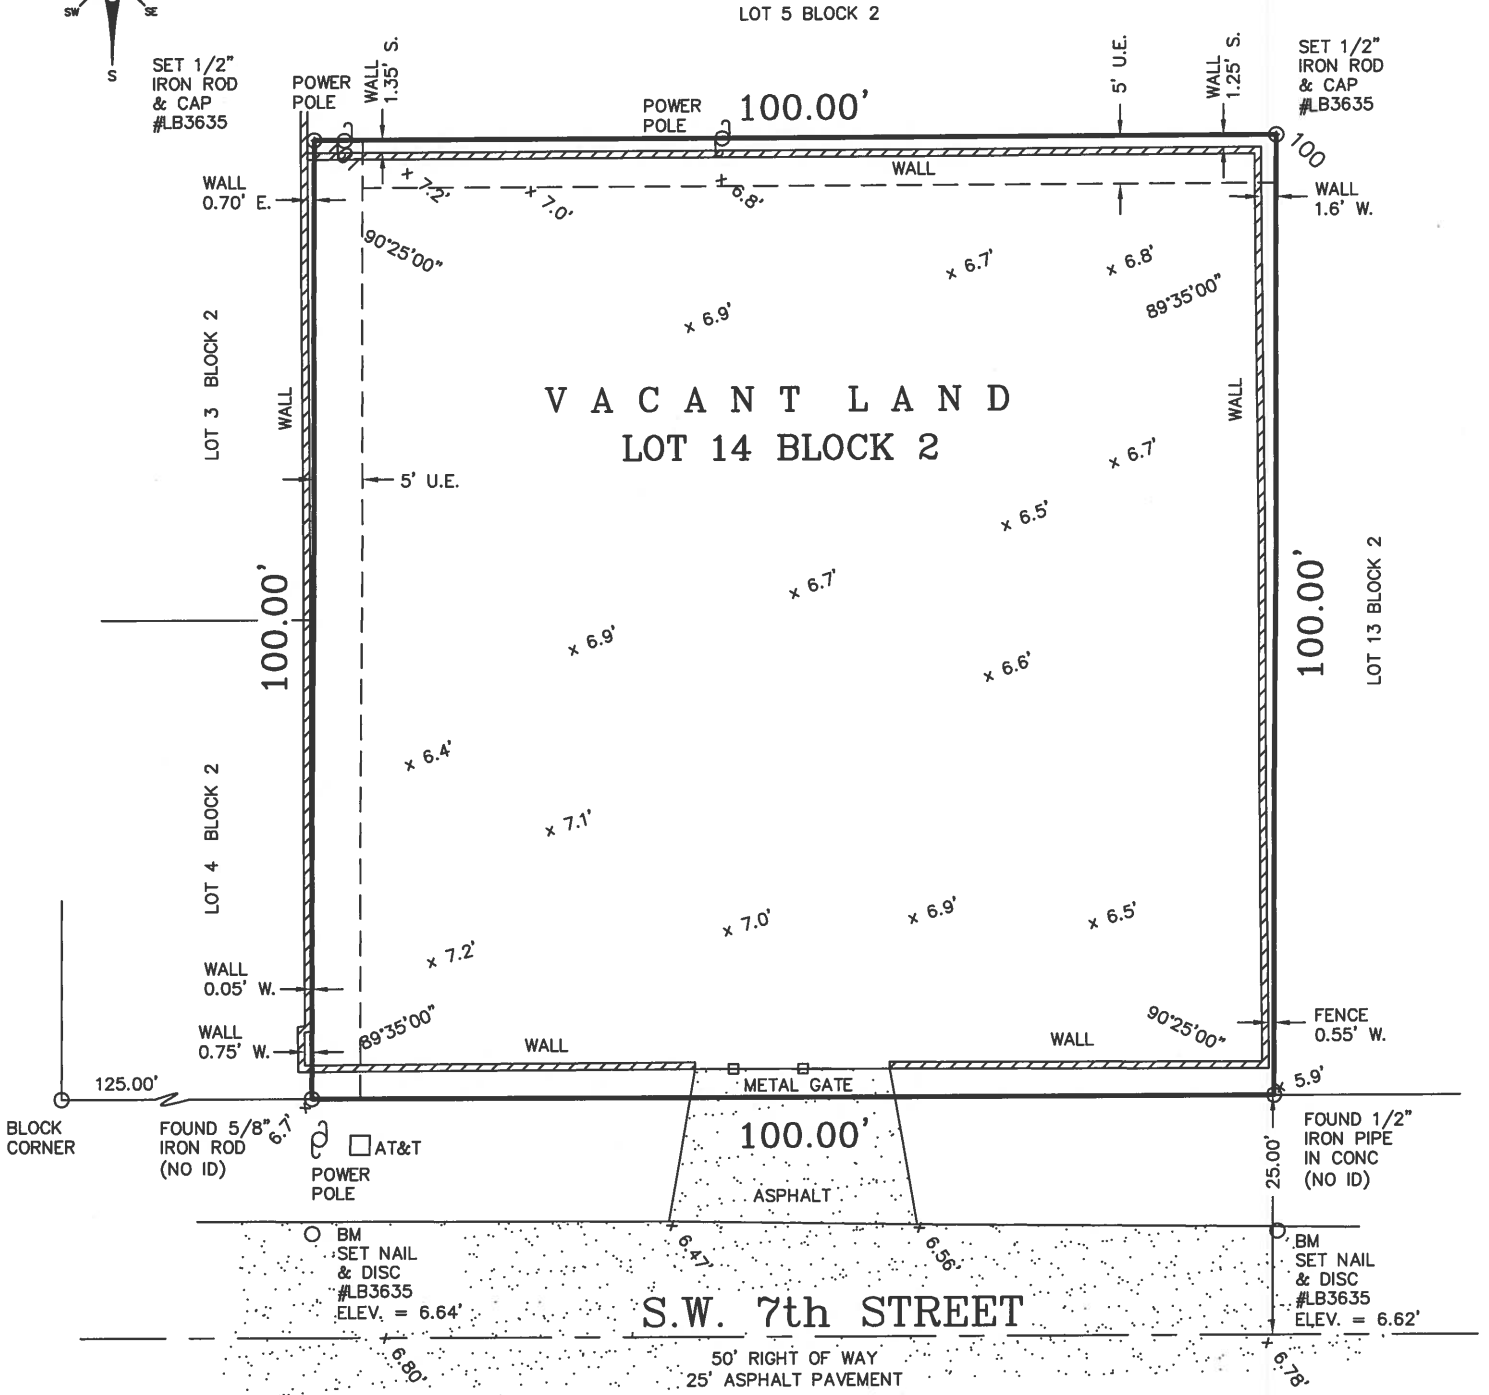 LOT 5 BLOCK 2
SW
SE
S
SET 1/2"
IRON ROD
& CAP
#LB3635
POWER
POLE
WALL
1.35' S.
POWER
POLE
100.00'
5' U.E.
WALL
1.25' S.
SET 1/2"
IRON ROD
& CAP
#LB3635
100
WALL
0.70' E.
WALL
WALL
1.6' W.
7.2'
7.0'
6.8'
90°25'00"
x 6.7'
x 6.8'
89°35'00"
x 6.9'
LOT 3 BLOCK 2
WALL
VACANT LAND
LOT 14 BLOCK 2
WALL
5' U.E.
x 6.7'
x 6.5'
100.00'
x 6.7'
100.00'
LOT 13 BLOCK 2
x 6.9'
x 6.6'
x 6.4'
LOT 4 BLOCK 2
x 7.1'
x 7.0'
x 6.9'
x 6.5'
x 7.2'
WALL
0.05' W.
WALL
0.75' W.
89°35'00"
WALL
WALL
90°25'00"
FENCE
0.55' W.
125.00'
METAL GATE
5.9'
BLOCK
CORNER
FOUND 5/8"
IRON ROD
(NO ID)
6.7'
AT&T
POWER
POLE
100.00'
25.00'
FOUND 1/2"
IRON PIPE
IN CONC
(NO ID)
ASPHALT
BM
SET NAIL
& DISC
#LB3635
ELEV. = 6.64'
6.47'
6.56'
BM
SET NAIL
& DISC
#LB3635
ELEV. = 6.62'
S.W. 7th STREET
6.80'
50' RIGHT OF WAY
25' ASPHALT PAVEMENT
6.78'